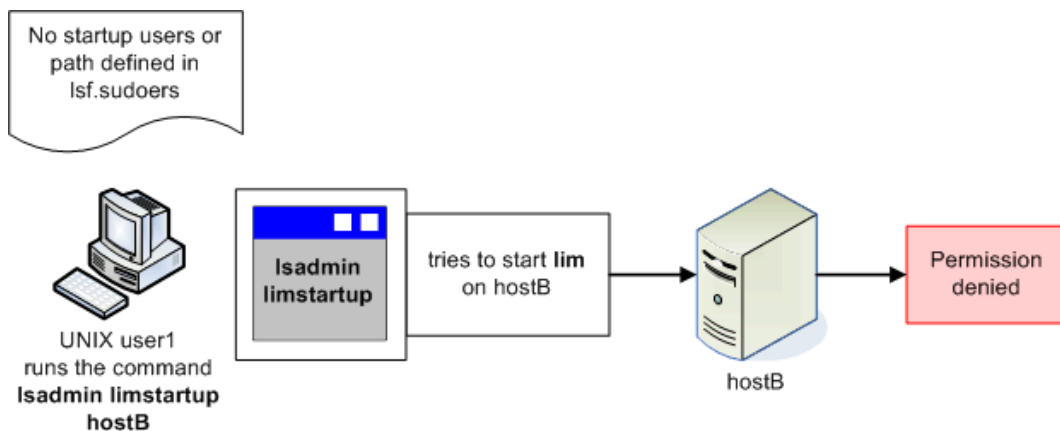 No startup users or
path defined in
lsf.sudoers
lsadmin
limstartup
tries to start lim
on hostB
Permission
denied
UNIX user1
runs the command
lsadmin limstartup
hostB
hostB